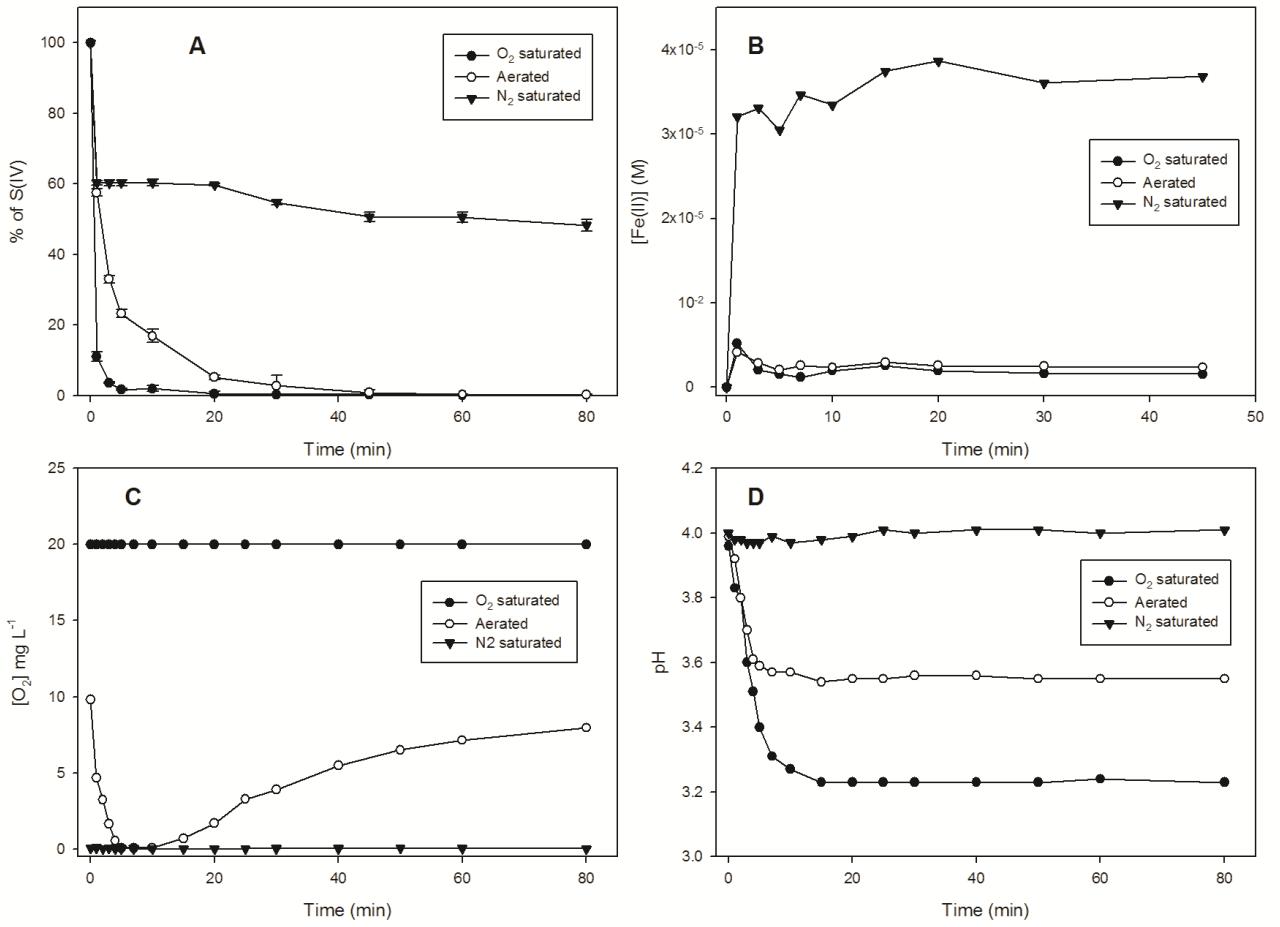 A
O₂ saturated
Aerated
N₂ saturated
% of S(IV)
100
80
60
40
20
0
0 20 40 60 80
Time (min)
B
O₂ saturated
Aerated
N₂ saturated
[Fe(II)] (M)
4x10⁻⁵
3x10⁻⁵
2x10⁻⁵
10⁻²
0
0 10 20 30 40 50
Time (min)
C
O₂ saturated
Aerated
N2 saturated
[O₂] mg L⁻¹
25
20
15
10
5
0
0 20 40 60 80
Time (min)
D
O₂ saturated
Aerated
N₂ saturated
pH
4.2
4.0
3.8
3.6
3.4
3.2
3.0
0 20 40 60 80
Time (min)